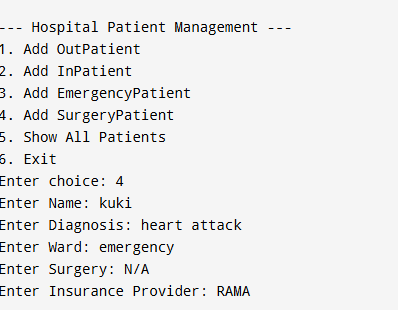 --- Hospital Patient Management ---
1. Add OutPatient
2. Add InPatient
3. Add EmergencyPatient
4. Add SurgeryPatient
5. Show All Patients
6. Exit
Enter choice: 4
Enter Name: kuki
Enter Diagnosis: heart attack
Enter Ward: emergency
Enter Surgery: N/A
Enter Insurance Provider: RAMA